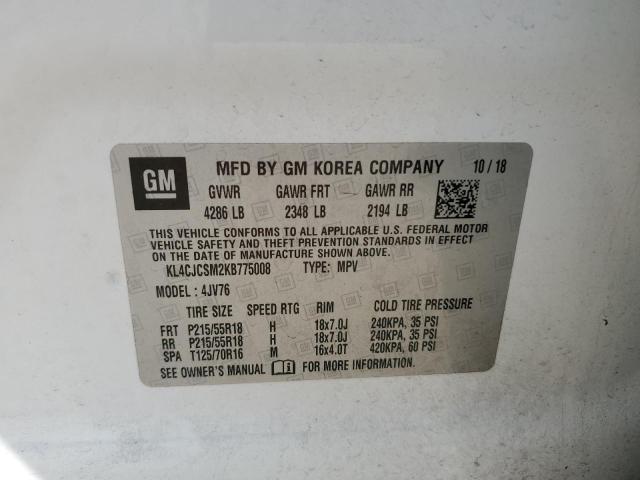 GM
MFD BY GM KOREA COMPANY 10 / 18
GVWR GAWR FRT GAWR RR
4286 LB 2348 LB 2194 LB
THIS VEHICLE CONFORMS TO ALL APPLICABLE U.S. FEDERAL MOTOR
VEHICLE SAFETY AND THEFT PREVENTION STANDARDS IN EFFECT
ON THE DATE OF MANUFACTURE SHOWN ABOVE.
KL4CJCSM2KB775008 TYPE: MPV
MODEL: 4JV76
TIRE SIZE SPEED RTG RIM COLD TIRE PRESSURE
FRT P215/55R18 H 18x7.0J 240KPA, 35 PSI
RR P215/55R18 H 18x7.0J 240KPA, 35 PSI
SPA T125/70R16 M 16x4.0T 420KPA, 60 PSI
SEE OWNER'S MANUAL FOR MORE INFORMATION.